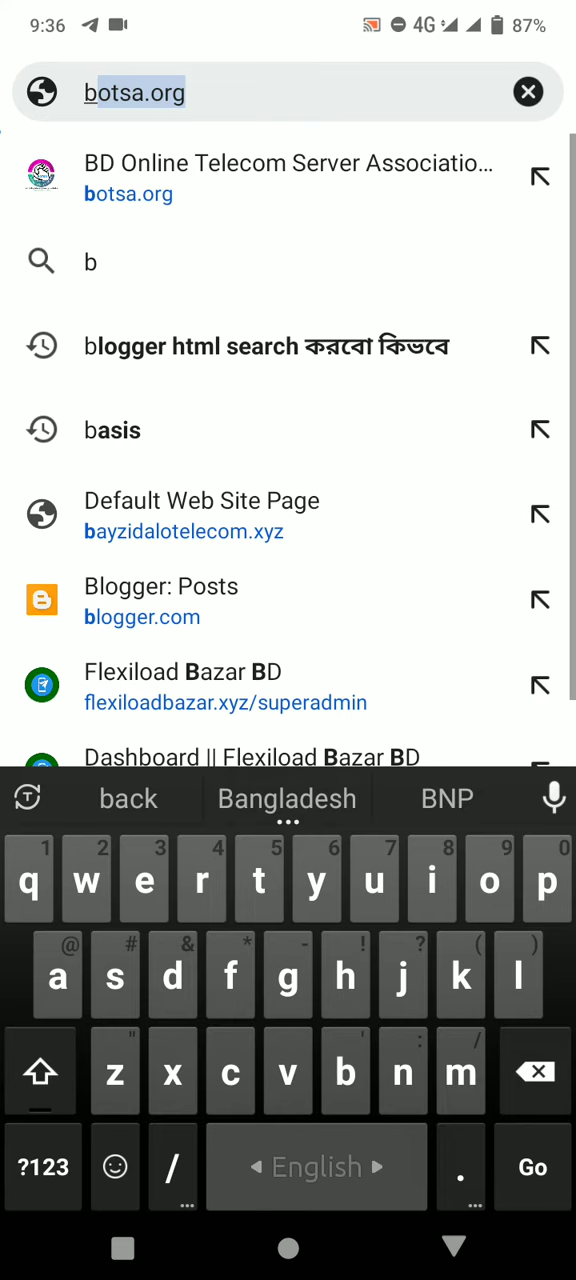 9:36
4G
87%
botsa.org
BD Online Telecom Server Associatio...
botsa.org
b
blogger html search করবো কিভবে
basis
Default Web Site Page
bayzidalotelecom.xyz
Blogger: Posts
blogger.com
Flexiload Bazar BD
flexiloadbazar.xyz/superadmin
Dashboard || Flexiload Bazar BD
back Bangladesh BNP
1 2 3 4 5 6 7 8 9 0
q w e r t y u i o p
@ # & * - ! ? ( )
a s d f g h j k l
" ' : /
z x c v b n m
?123 / English . Go